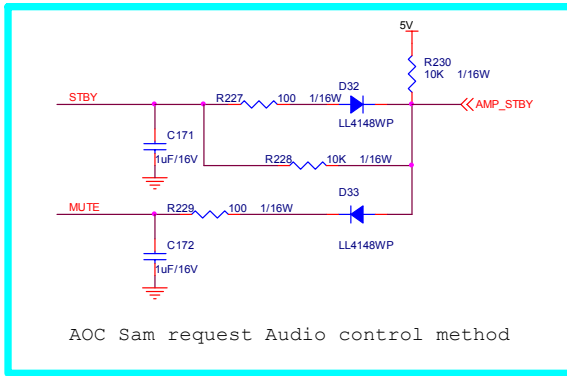 5V
R230
10K 1/16W
D32
STBY
R227 100 1/16W
AMP_STBY
LL4148WP
C171
1uF/16V
R228 10K 1/16W
MUTE
R229 100 1/16W
D33
LL4148WP
C172
1uF/16V
AOC Sam request Audio control method